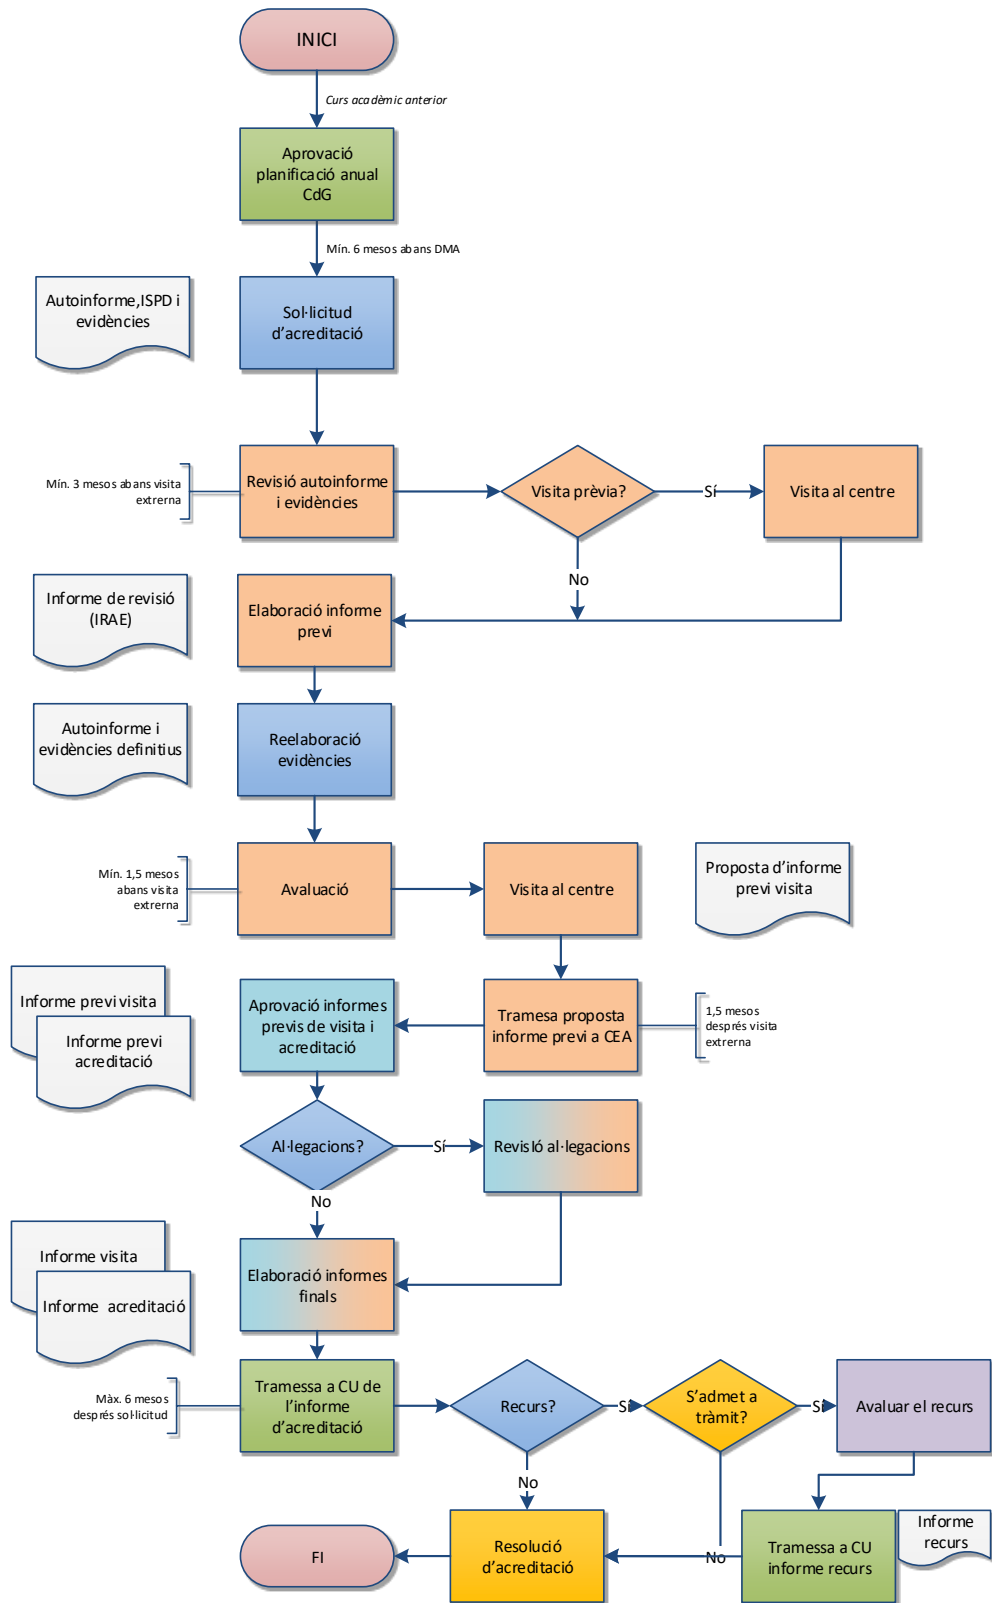 INICI
Curs acadèmic anterior
Aprovació
planificació anual
CdG
Mín. 6 mesos abans DMA
Autoinforme,ISPD i
evidències
Sol·licitud
d'acreditació
Mín. 3 mesos abans visita
extrerna
Revisió autoinforme
i evidències
Visita prèvia?
Sí
Visita al centre
No
Informe de revisió
(IRAE)
Elaboració informe
previ
Autoinforme i
evidències definitius
Reelaboració
evidències
Mín. 1,5 mesos
abans visita
extrerna
Avaluació
Visita al centre
Proposta d'informe
previ visita
Informe previ visita
Informe previ
acreditació
Aprovació informes
previs de visita i
acreditació
Tramesa proposta
informe previ a CEA
1,5 mesos
després visita
extrerna
Al·legacions?
Sí
Revisló al·legacions
No
Informe visita
Informe acreditació
Elaboració informes
finals
Màx. 6 mesos
després sol·licitud
Tramessa a CU de
l'informe
d'acreditació
Recurs?
Sí
S'admet a
tràmit?
Sí
Avaluar el recurs
No
FI
Resolució
d'acreditació
No
Tramessa a CU
informe recurs
Informe
recurs